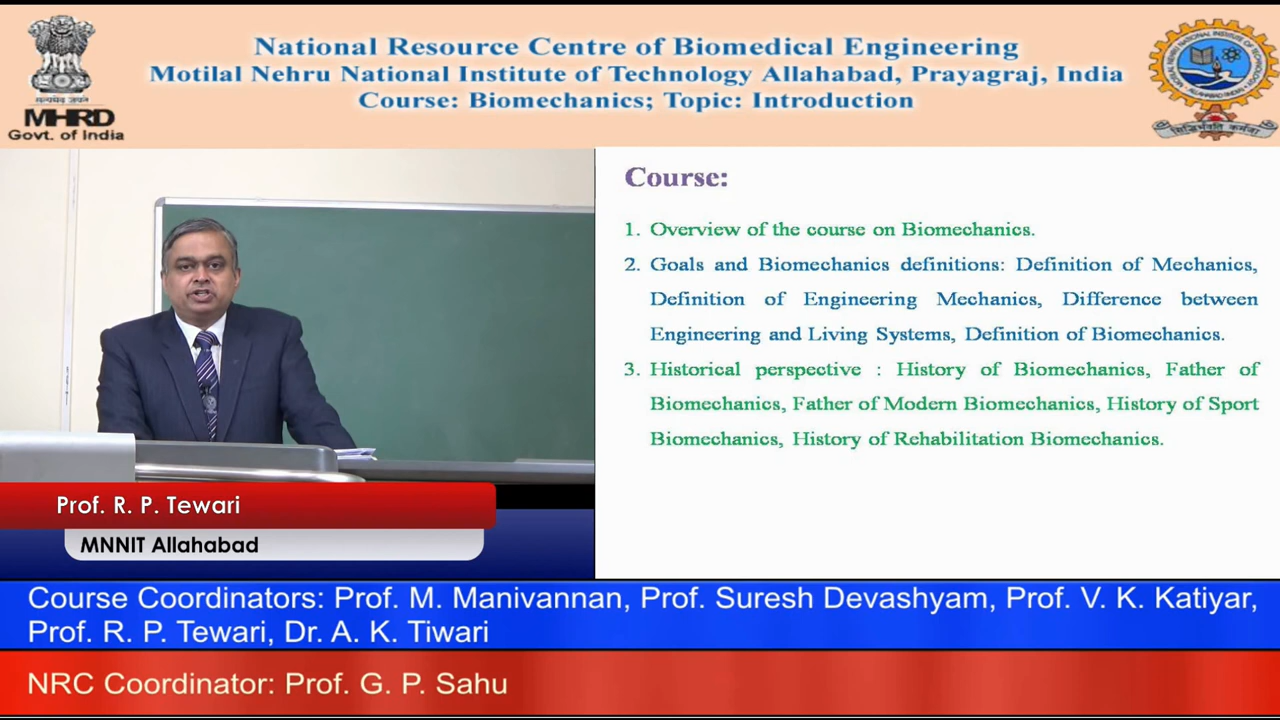 National Resource Centre of Biomedical Engineering
Motilal Nehru National Institute of Technology Allahabad, Prayagraj, India
Course: Biomechanics; Topic: Introduction
सत्यमेव जयते
MHRD
Govt. of India
Course:
1. Overview of the course on Biomechanics.
2. Goals and Biomechanics definitions: Definition of Mechanics,
Definition of Engineering Mechanics, Difference between
Engineering and Living Systems, Definition of Biomechanics.
3. Historical perspective : History of Biomechanics, Father of
Biomechanics, Father of Modern Biomechanics, History of Sport
Biomechanics, History of Rehabilitation Biomechanics.
Prof. R. P. Tewari
MNNIT Allahabad
Course Coordinators: Prof. M. Manivannan, Prof. Suresh Devashyam, Prof. V. K. Katiyar,
Prof. R. P. Tewari, Dr. A. K. Tiwari
NRC Coordinator: Prof. G. P. Sahu